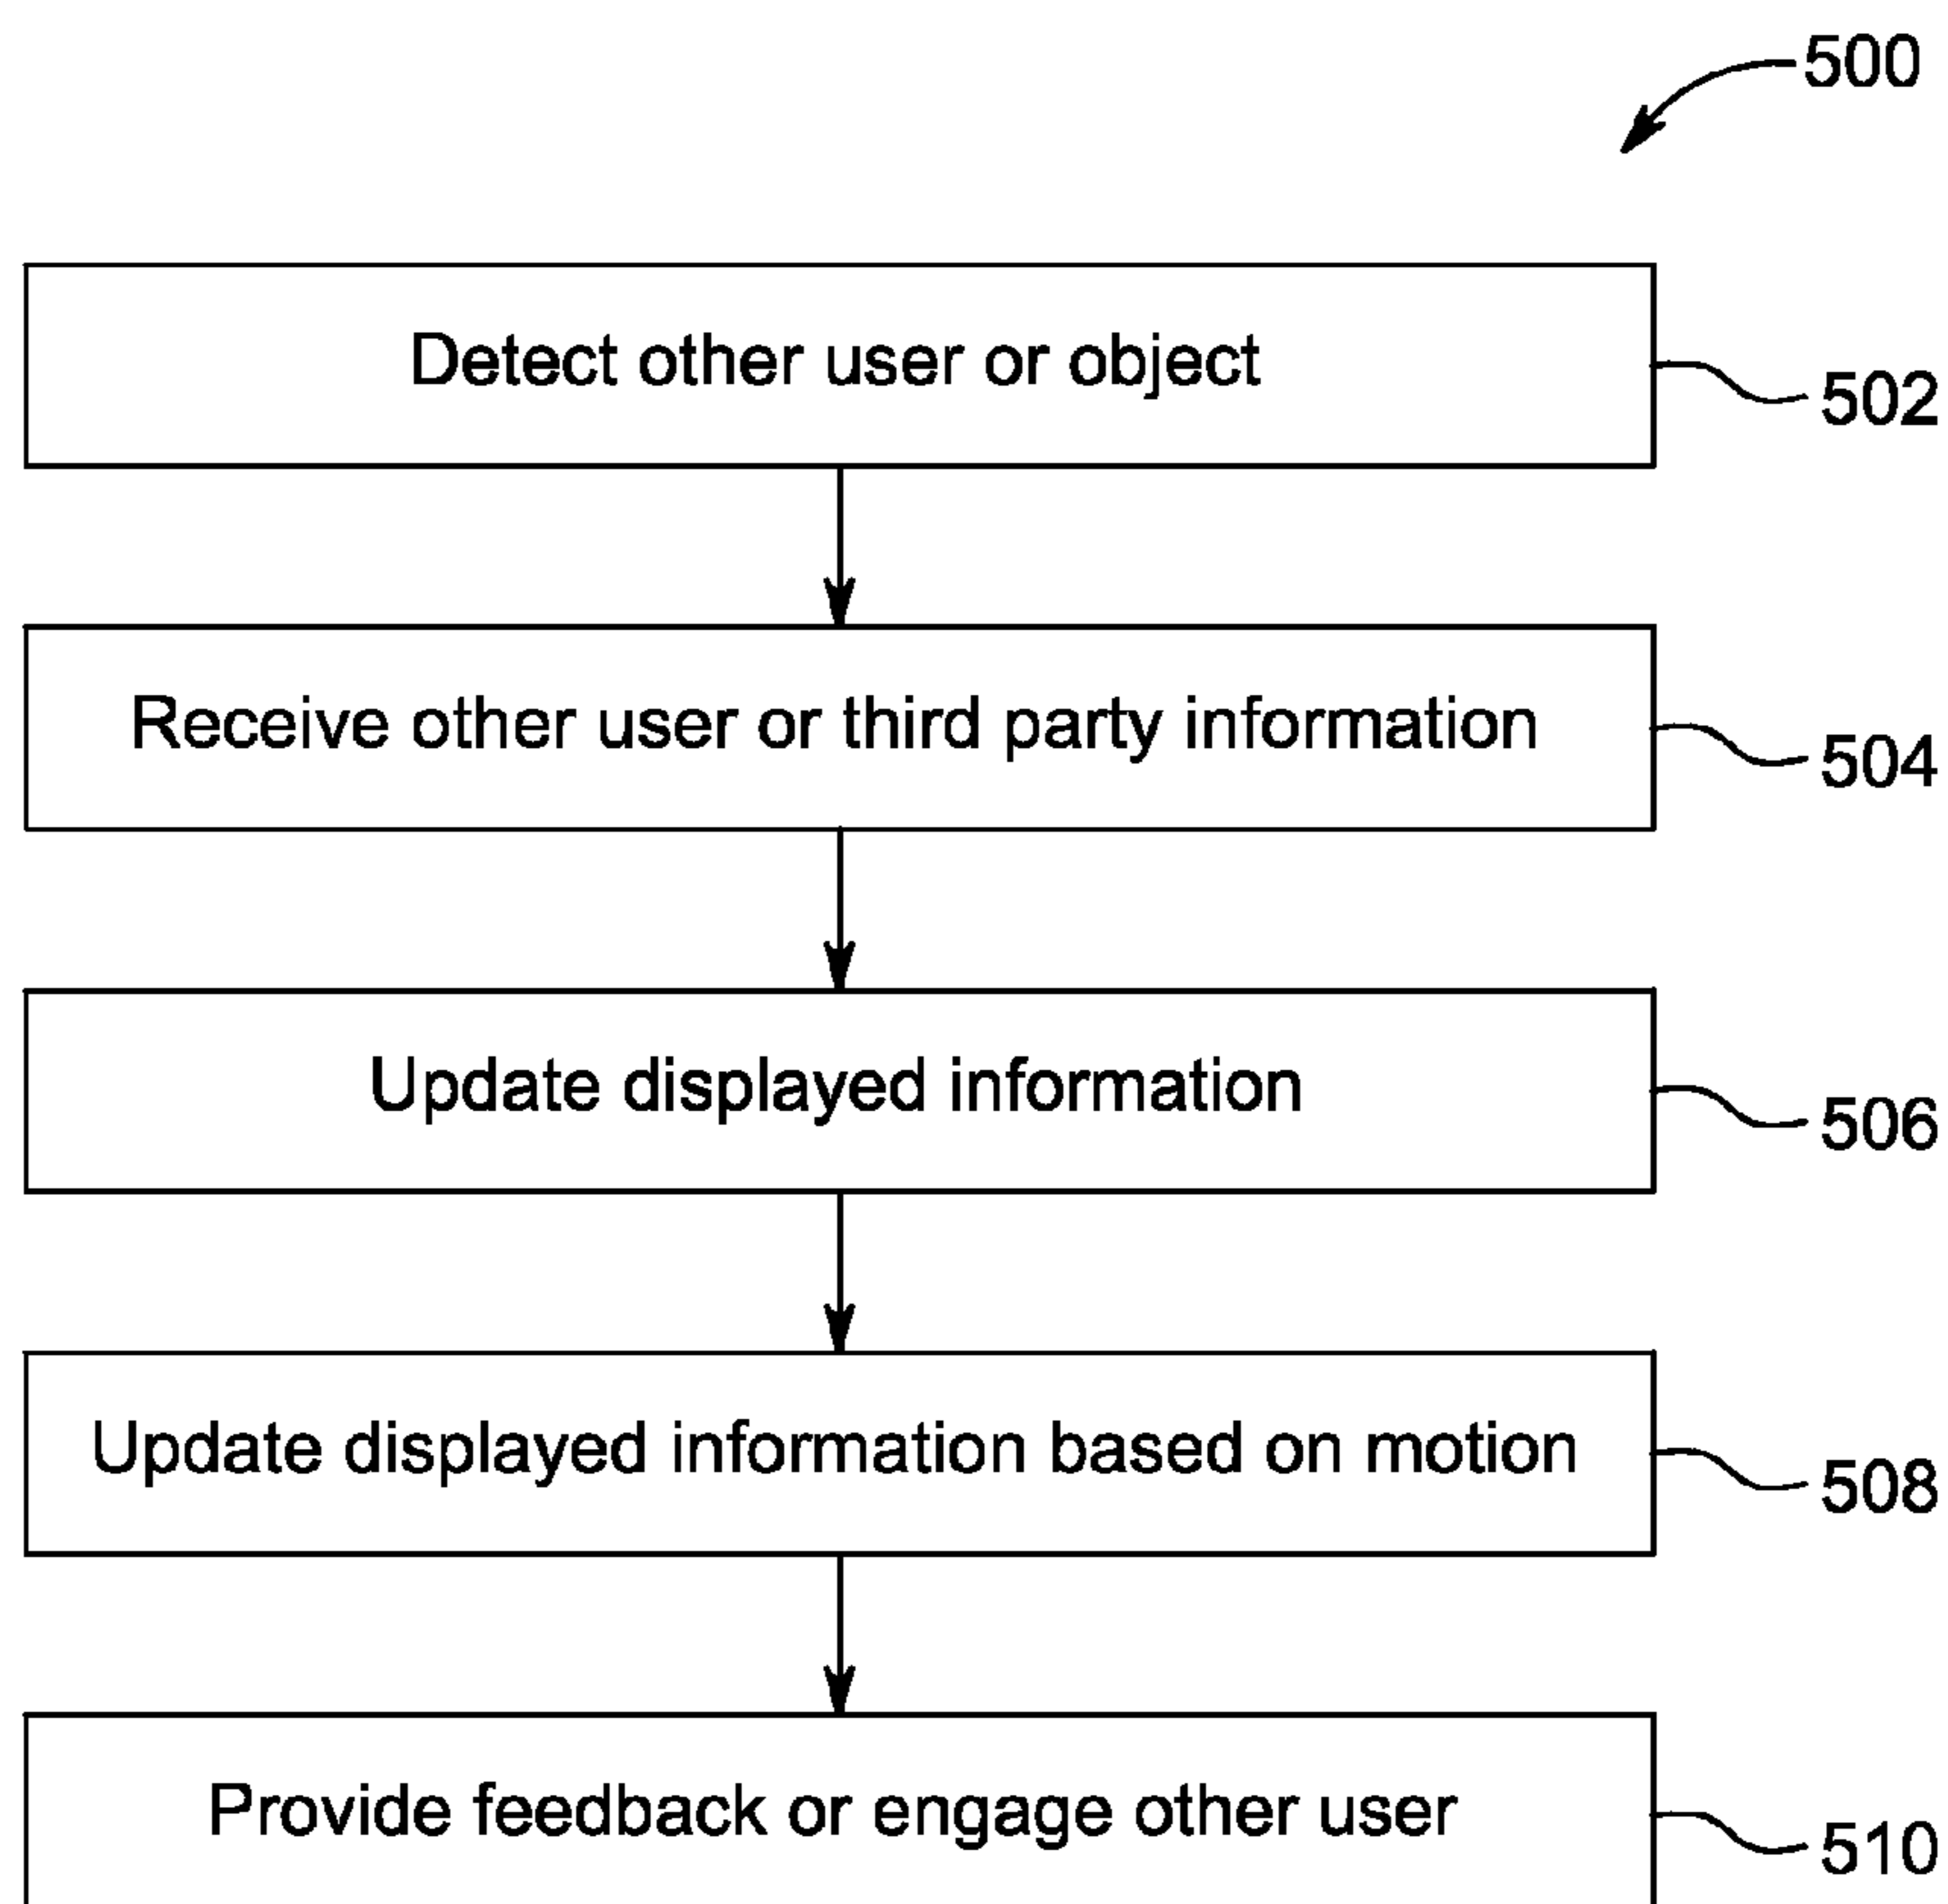 500
Detect other user or object
502
Receive other user or third party information
504
Update displayed information
506
Update displayed information based on motion
508
Provide feedback or engage other user
510